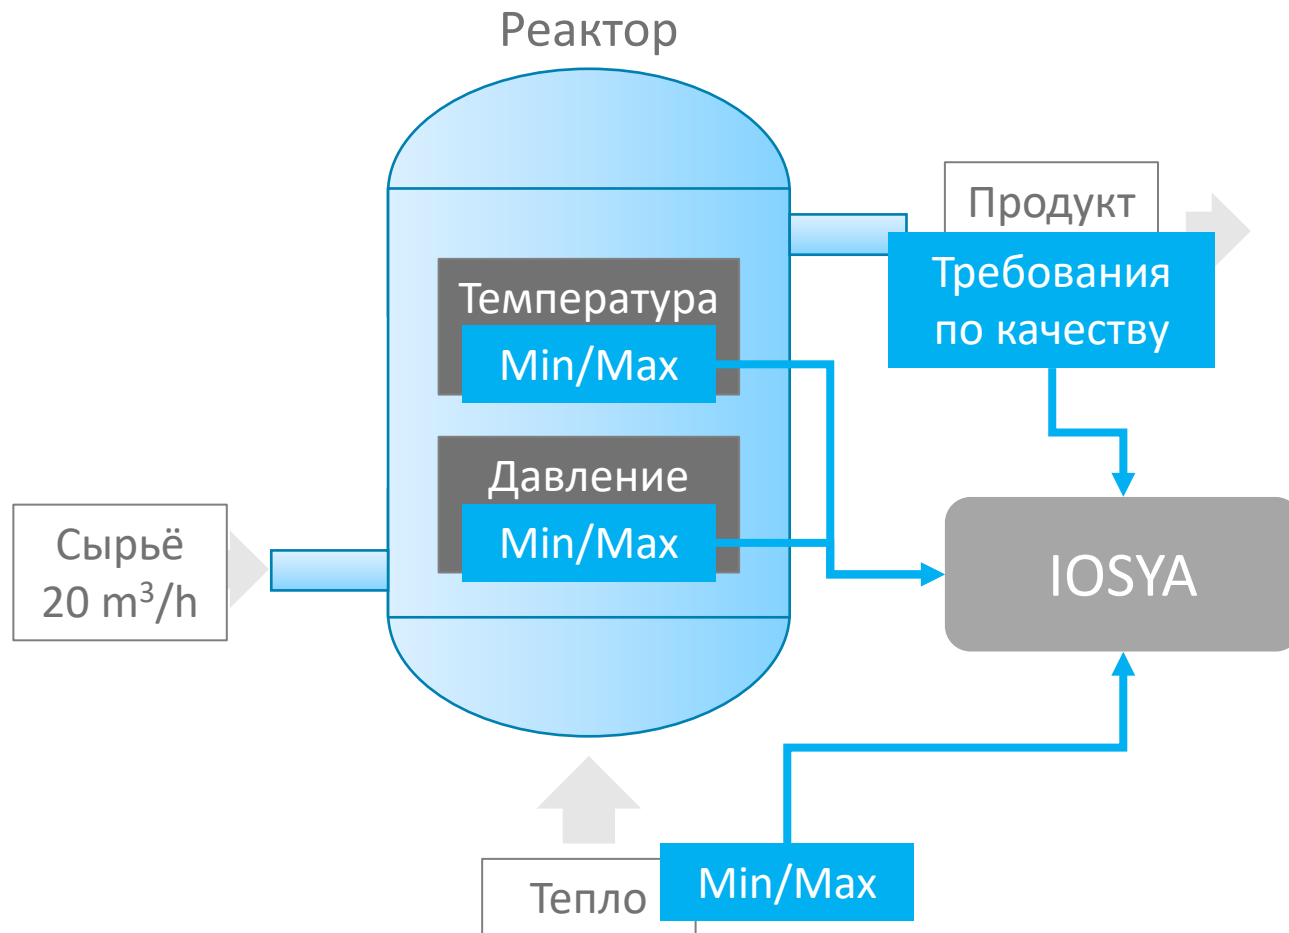 Реактор
Продукт
Требования
по качеству
Температура
Min/Max
Давление
Min/Max
Сырьё
20 m³/h
IOSYA
Тепло
Min/Max